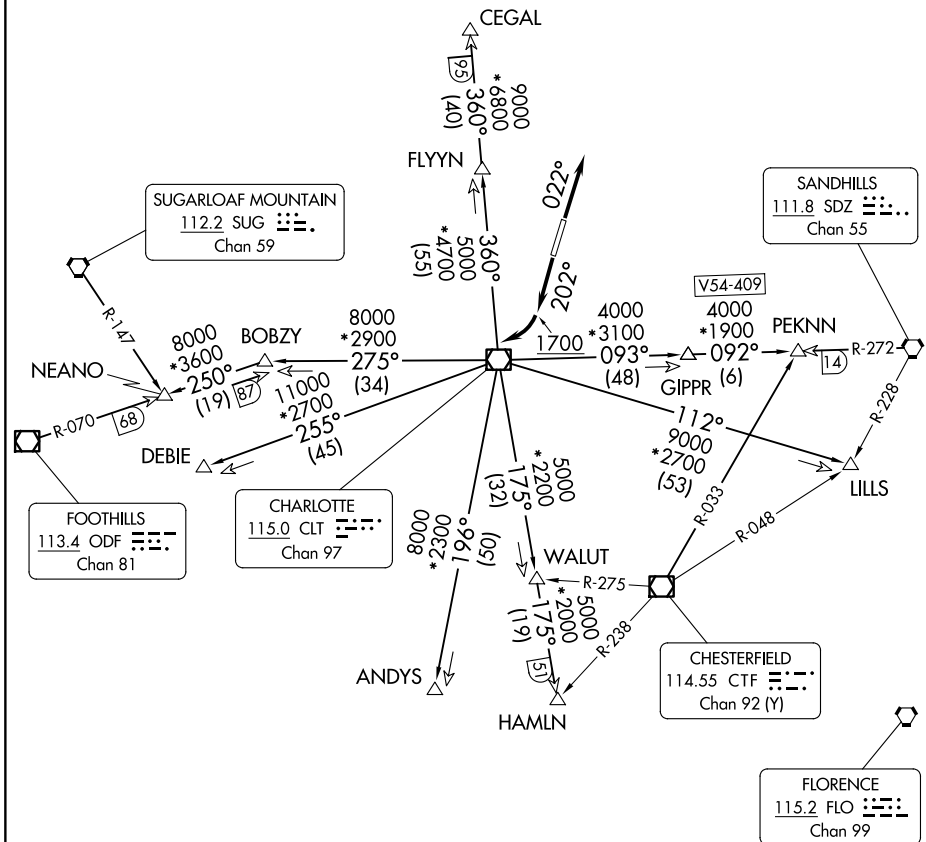 CEGAL
95
360°
(40)
9000
*6800
FLYYN
360°
5000
*4700
(55)
022°
202°
1700
SUGARLOAF MOUNTAIN
112.2 SUG
Chan 59
SANDHILLS
111.8 SDZ
Chan 55
R-147
NEANO
8000
*3600
250°
(19)
BOBZY
87
8000
*2900
275°
(34)
4000
*3100
093°
(48)
GIPPR
V54-409
4000
*1900
092°
(6)
PEKNN
14
R-272
R-228
R-070
68
11000
*2700
255°
(45)
DEBIE
112°
9000
*2700
(53)
LILLS
FOOTHILLS
113.4 ODF
Chan 81
CHARLOTTE
115.0 CLT
Chan 97
196°
(50)
8000
*2300
175°
5000
*2200
(32)
WALUT
R-275
R-033
R-048
R-238
175°
5000
*2000
(19)
51
ANDYS
HAMLN
CHESTERFIELD
114.55 CTF
Chan 92 (Y)
FLORENCE
115.2 FLO
Chan 99